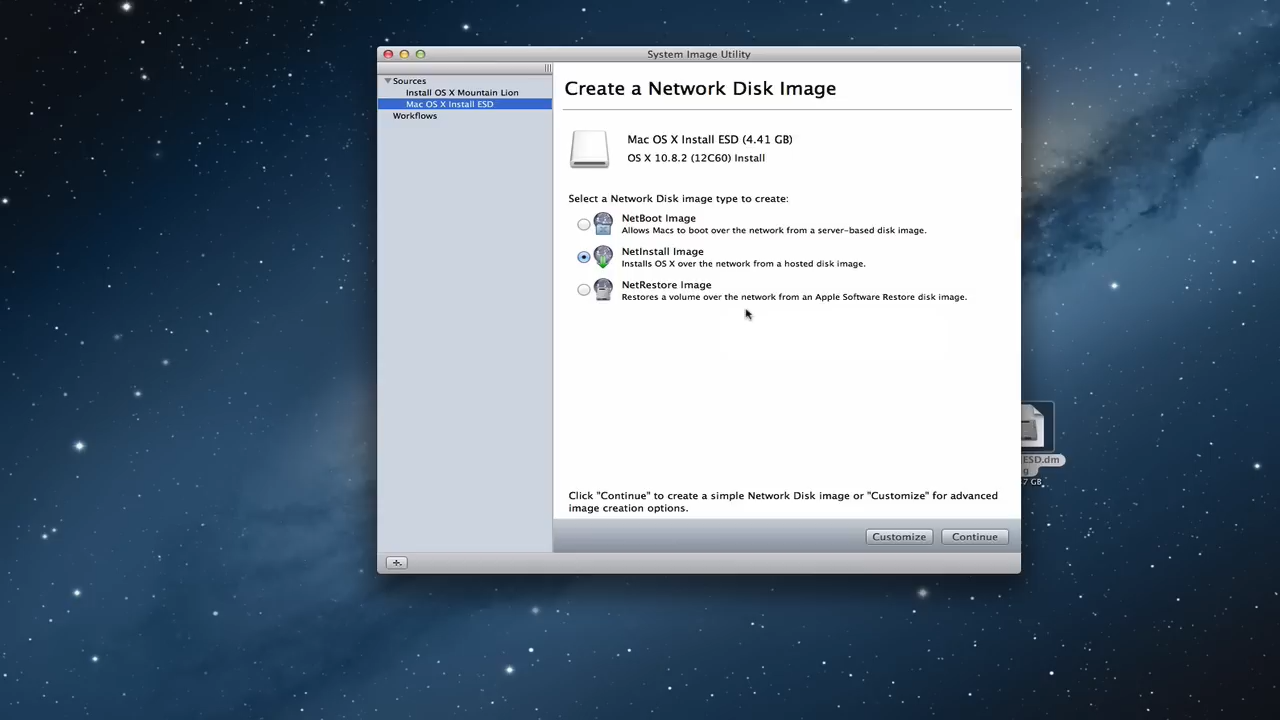 System Image Utility
Sources
Install OS X Mountain Lion
Mac OS X Install ESD
Workflows
Create a Network Disk Image
Mac OS X Install ESD (4.41 GB)
OS X 10.8.2 (12C60) Install
Select a Network Disk image type to create:
NetBoot Image
Allows Macs to boot over the network from a server-based disk image.
NetInstall Image
Installs OS X over the network from a hosted disk image.
NetRestore Image
Restores a volume over the network from an Apple Software Restore disk image.
Click "Continue" to create a simple Network Disk image or "Customize" for advanced
image creation options.
Customize
Continue
ESD.dm
g
7 GB